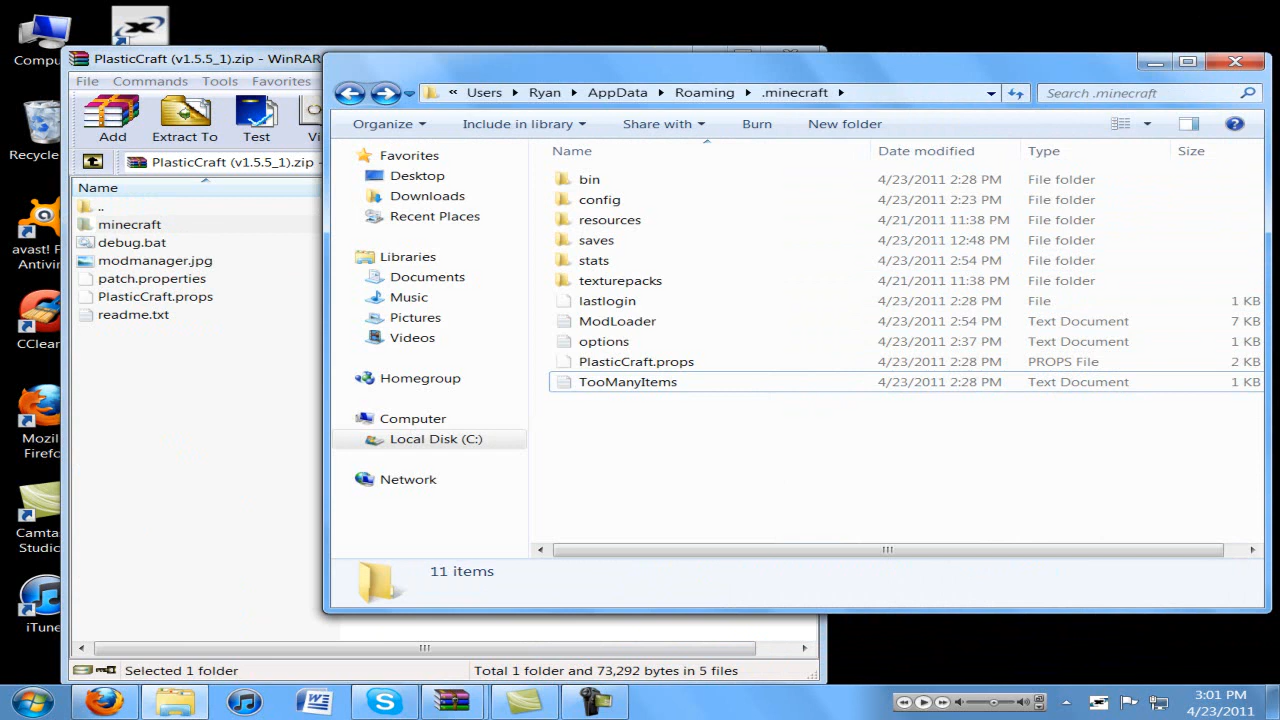 Compu
Recycle
avast! F
Antivir
CClean
Mozil
Firefo
Camta
Studio
iTune
PlasticCraft (v1.5.5_1).zip - WinRAR
File Commands Tools Favorites
Add Extract To Test Vi
PlasticCraft (v1.5.5_1).zip -
Name
..
minecraft
debug.bat
modmanager.jpg
patch.properties
PlasticCraft.props
readme.txt
Selected 1 folder Total 1 folder and 73,292 bytes in 5 files
« Users Ryan AppData Roaming .minecraft Search .minecraft
Organize Include in library Share with Burn New folder
Favorites
Desktop
Downloads
Recent Places
Libraries
Documents
Music
Pictures
Videos
Homegroup
Computer
Local Disk (C:)
Network
Name Date modified Type Size
bin 4/23/2011 2:28 PM File folder
config 4/23/2011 2:23 PM File folder
resources 4/21/2011 11:38 PM File folder
saves 4/23/2011 12:48 PM File folder
stats 4/23/2011 2:54 PM File folder
texturepacks 4/21/2011 11:38 PM File folder
lastlogin 4/23/2011 2:28 PM File 1 KB
ModLoader 4/23/2011 2:54 PM Text Document 7 KB
options 4/23/2011 2:37 PM Text Document 1 KB
PlasticCraft.props 4/23/2011 2:28 PM PROPS File 2 KB
TooManyItems 4/23/2011 2:28 PM Text Document 1 KB
11 items
3:01 PM
4/23/2011